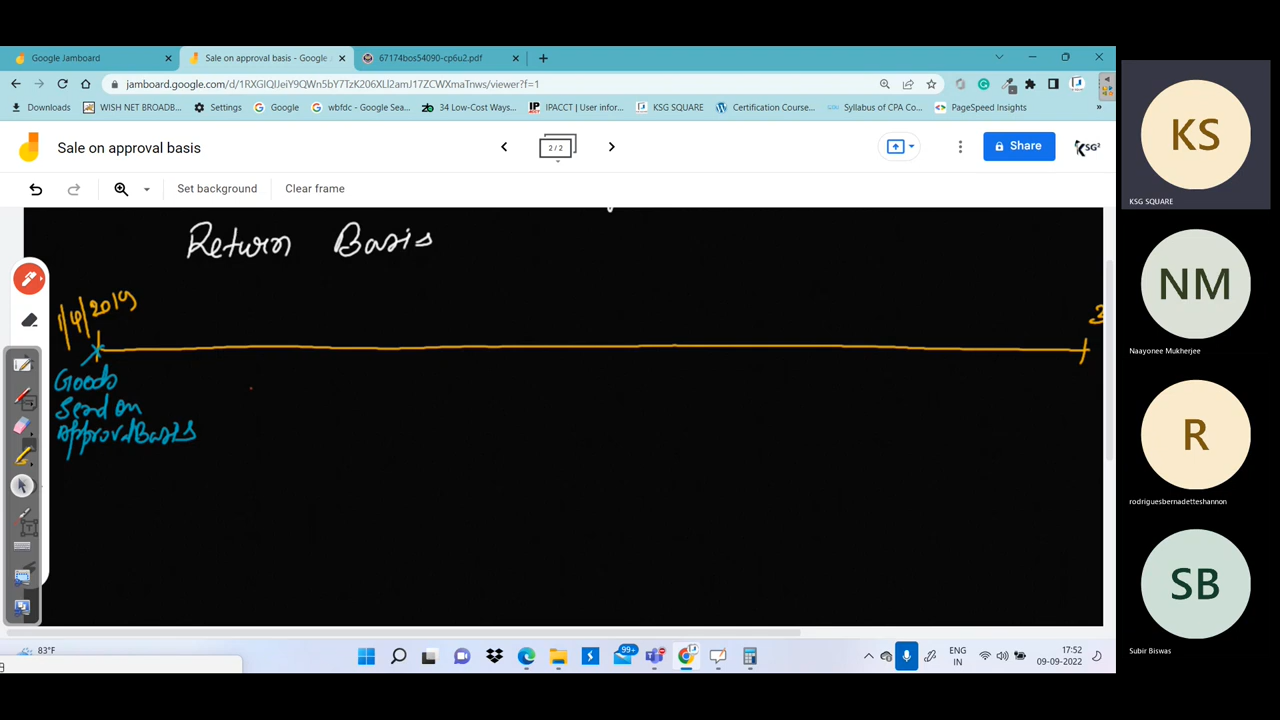 Google Jamboard
Sale on approval basis - Google
67174bos54090-cp6u2.pdf
jamboard.google.com/d/1RXGlQlJeiY9QWn5bY7Tzk206XLl2amJ17ZCWXmaTnws/viewer?f=1
Downloads
WISH NET BROADB...
Settings
Google
wbfdc - Google Sea...
34 Low-Cost Ways...
IPACCT | User infor...
KSG SQUARE
Certification Course...
Syllabus of CPA Co...
PageSpeed Insights
Sale on approval basis
2 / 2
Share
KSG²
Set background
Clear frame
Return Basis
1/4/2019
3
Goods
Send on
Approval Basis
KS
KSG SQUARE
NM
Naayonee Mukherjee
R
rodriguesbernadetteshannon
SB
Subir Biswas
83°F
99+
ENG
IN
17:52
09-09-2022